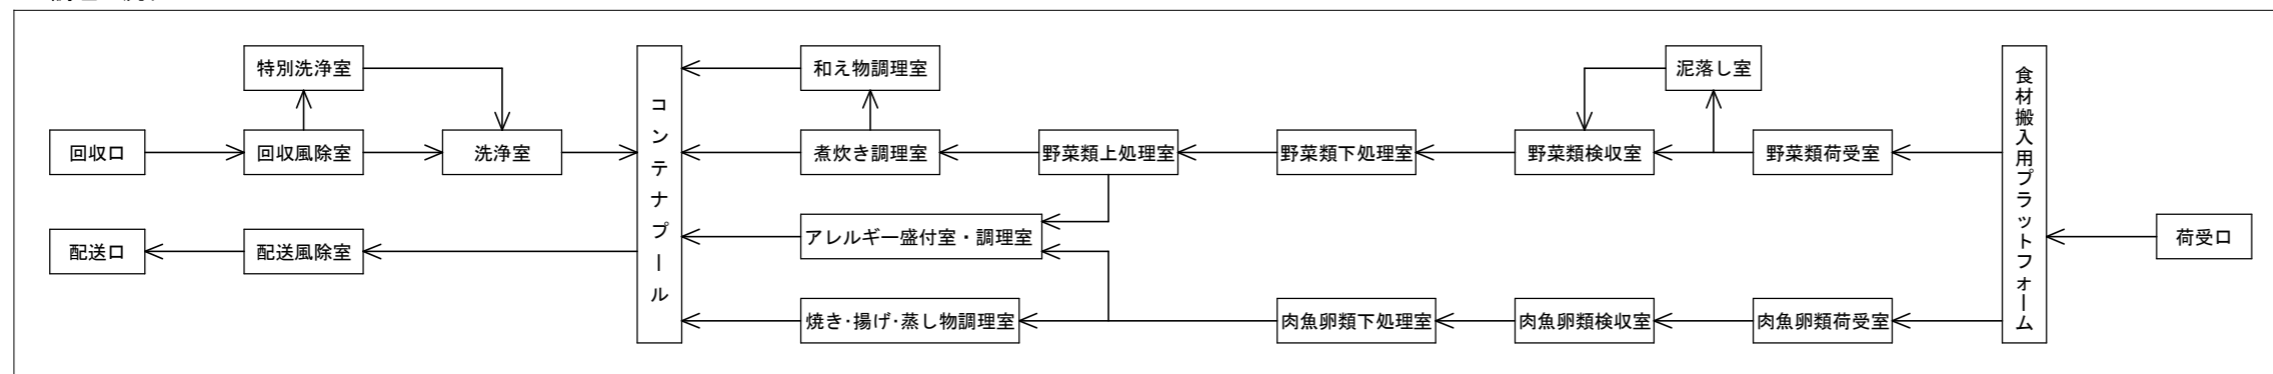 特別洗浄室
和え物調理室
泥落し室
食材搬入用プラットフォーム
コンテナプール
回収口
回収風除室
洗浄室
煮炊き調理室
野菜類上処理室
野菜類下処理室
野菜類検収室
野菜類荷受室
配送口
配送風除室
アレルギー盛付室・調理室
荷受口
焼き・揚げ・蒸し物調理室
肉魚卵類下処理室
肉魚卵類検収室
肉魚卵類荷受室